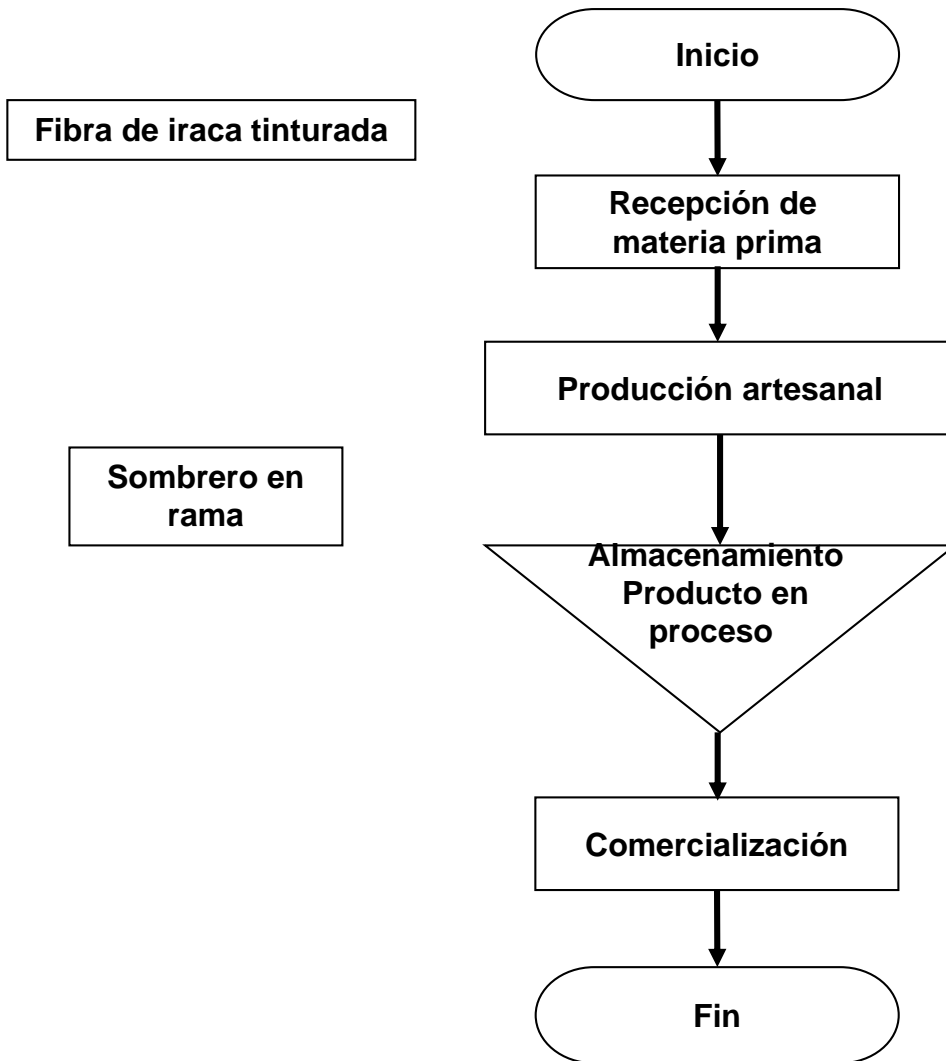 Inicio
Fibra de iraca tinturada
Recepción de
materia prima
Producción artesanal
Sombrero en
rama
Almacenamiento
Producto en
proceso
Comercialización
Fin